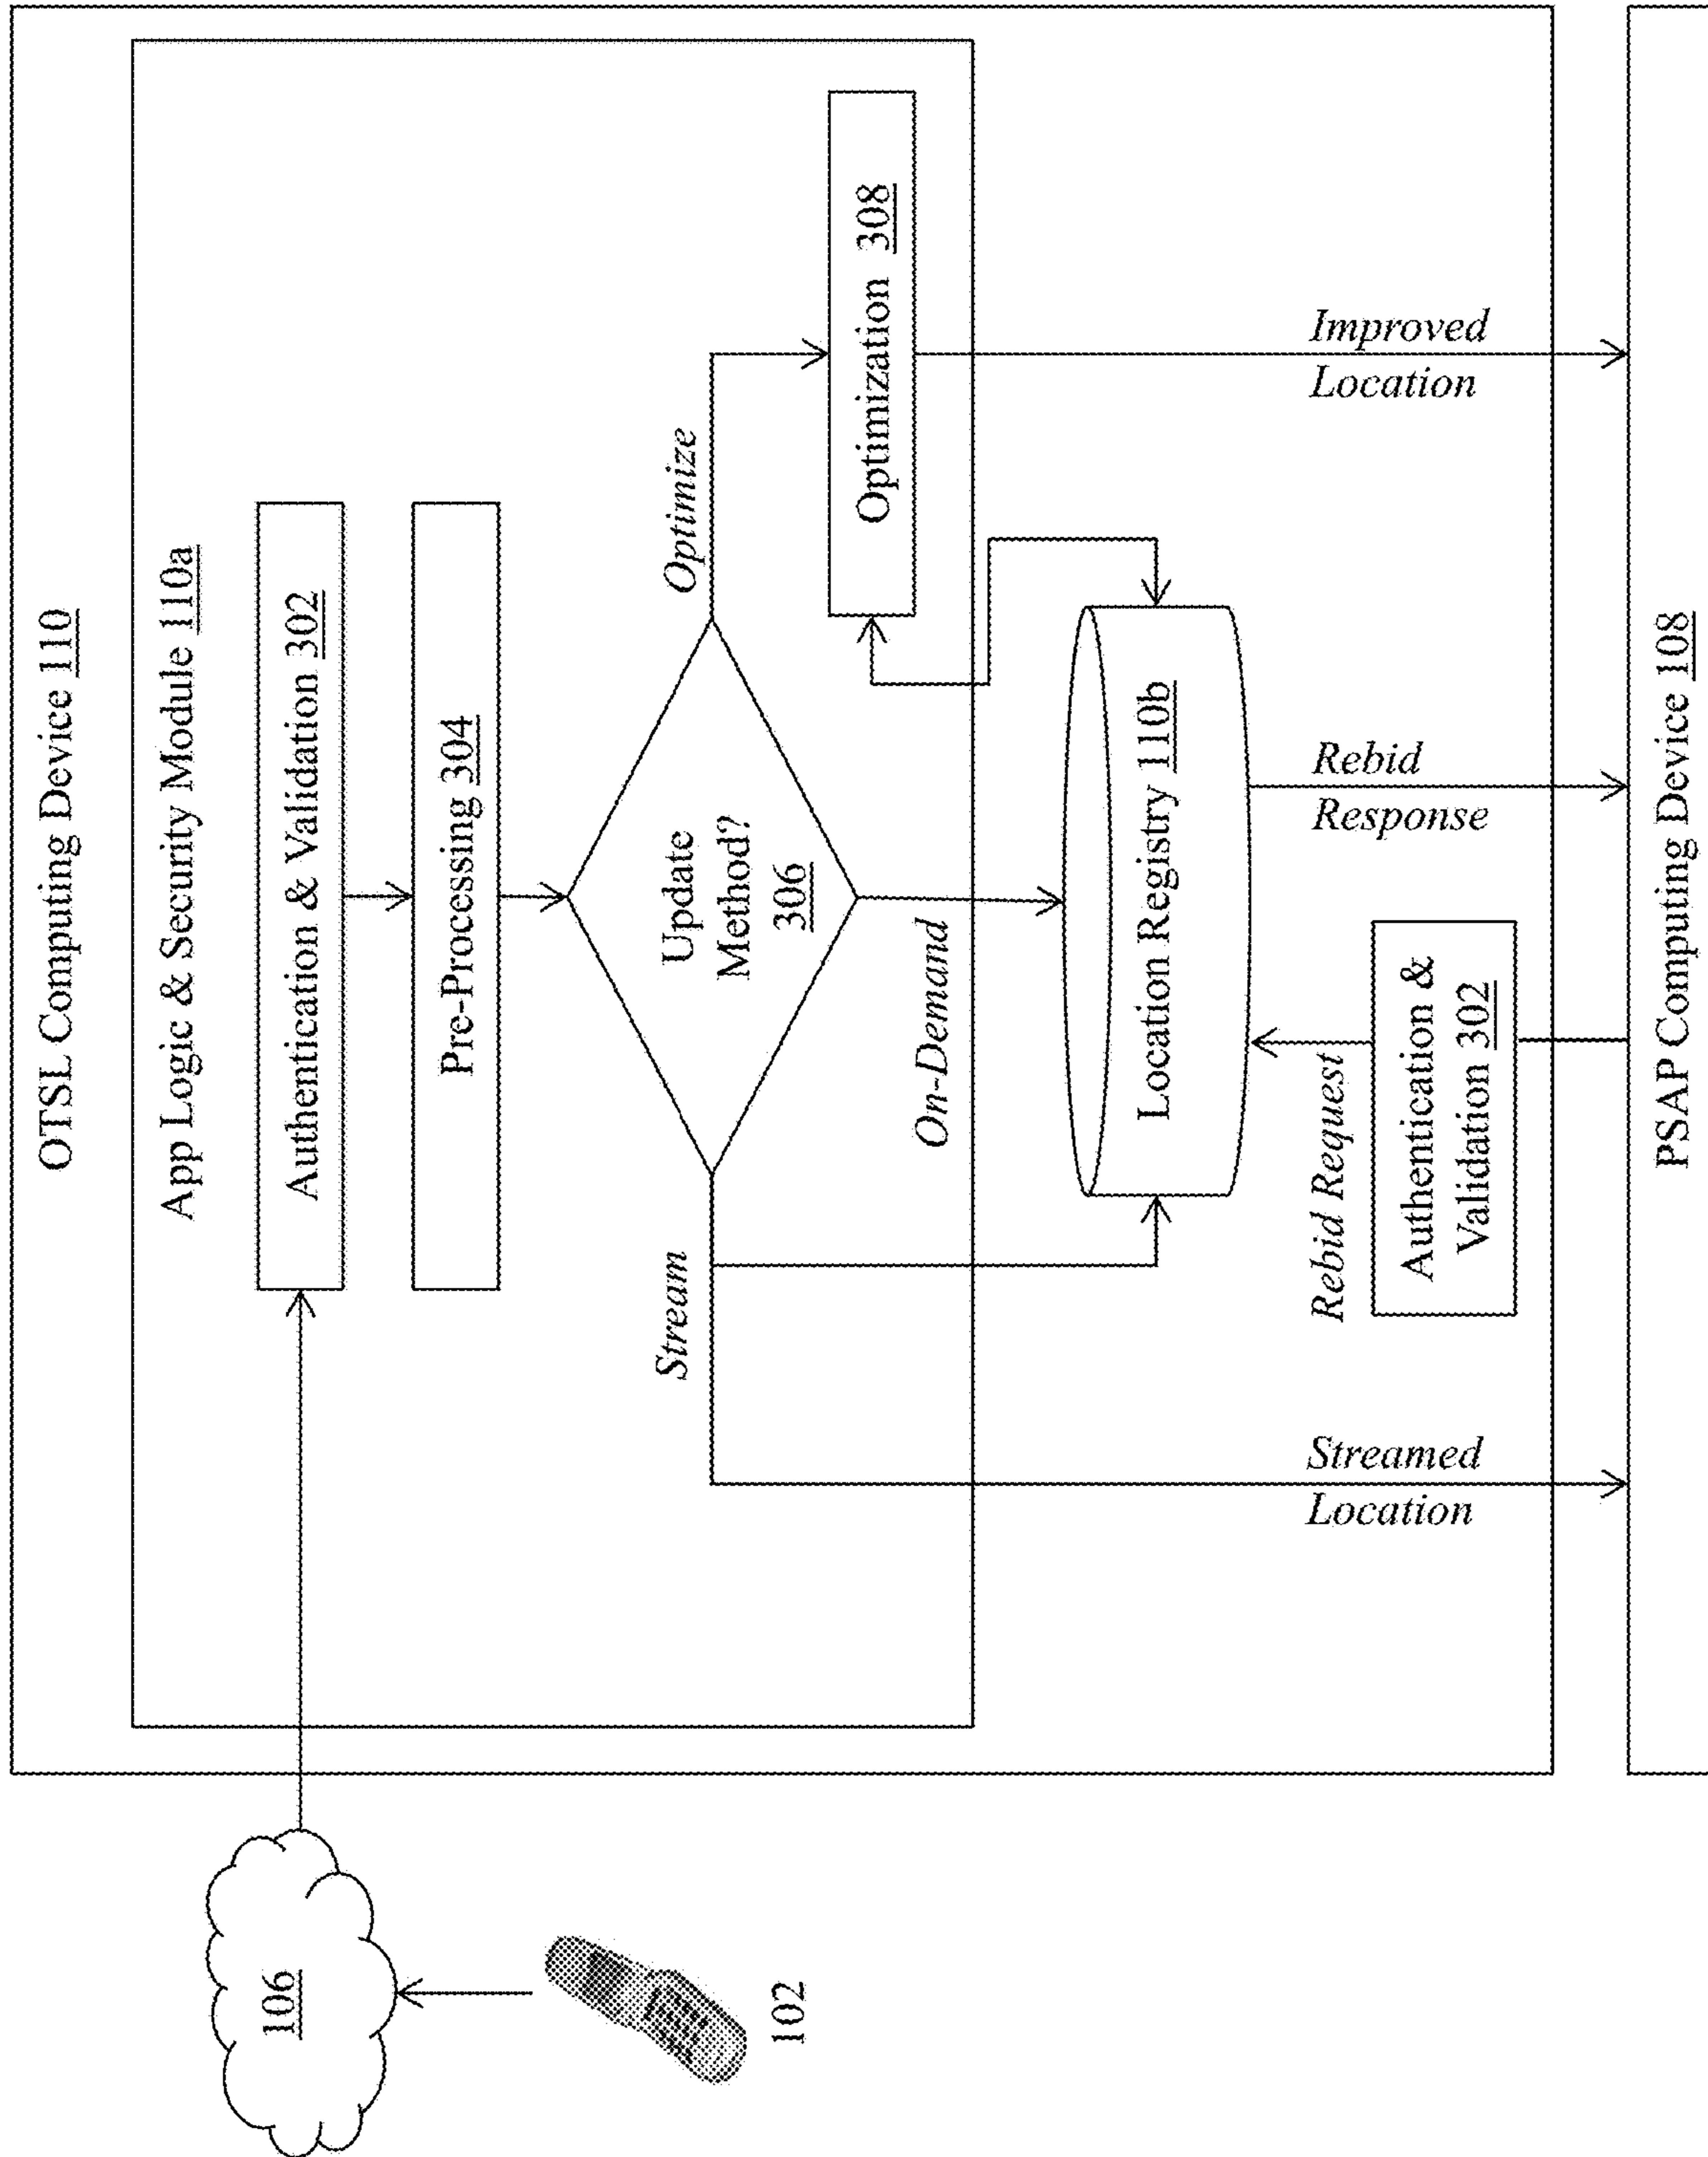 OTSL Computing Device 110
App Logic & Security Module 110a
106
Authentication & Validation 302
Pre-Processing 304
102
Stream
Update
Method?
306
Optimize
Optimization 308
On-Demand
Location Registry 110b
Streamed
Location
Rebid Request
Authentication &
Validation 302
Rebid
Response
Improved
Location
PSAP Computing Device 108